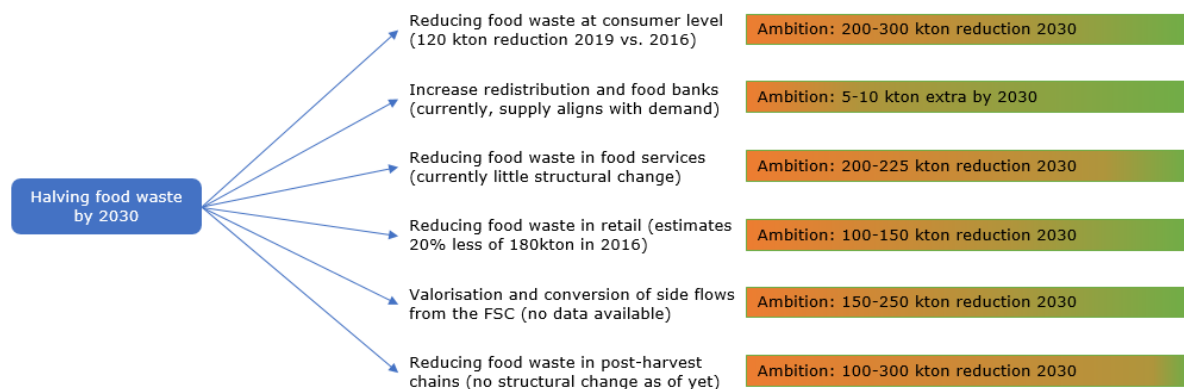 Halving food waste
by 2030
Reducing food waste at consumer level
(120 kton reduction 2019 vs. 2016)
Ambition: 200-300 kton reduction 2030
Increase redistribution and food banks
(currently, supply aligns with demand)
Ambition: 5-10 kton extra by 2030
Reducing food waste in food services
(currently little structural change)
Ambition: 200-225 kton reduction 2030
Reducing food waste in retail (estimates
20% less of 180kton in 2016)
Ambition: 100-150 kton reduction 2030
Valorisation and conversion of side flows
from the FSC (no data available)
Ambition: 150-250 kton reduction 2030
Reducing food waste in post-harvest
chains (no structural change as of yet)
Ambition: 100-300 kton reduction 2030